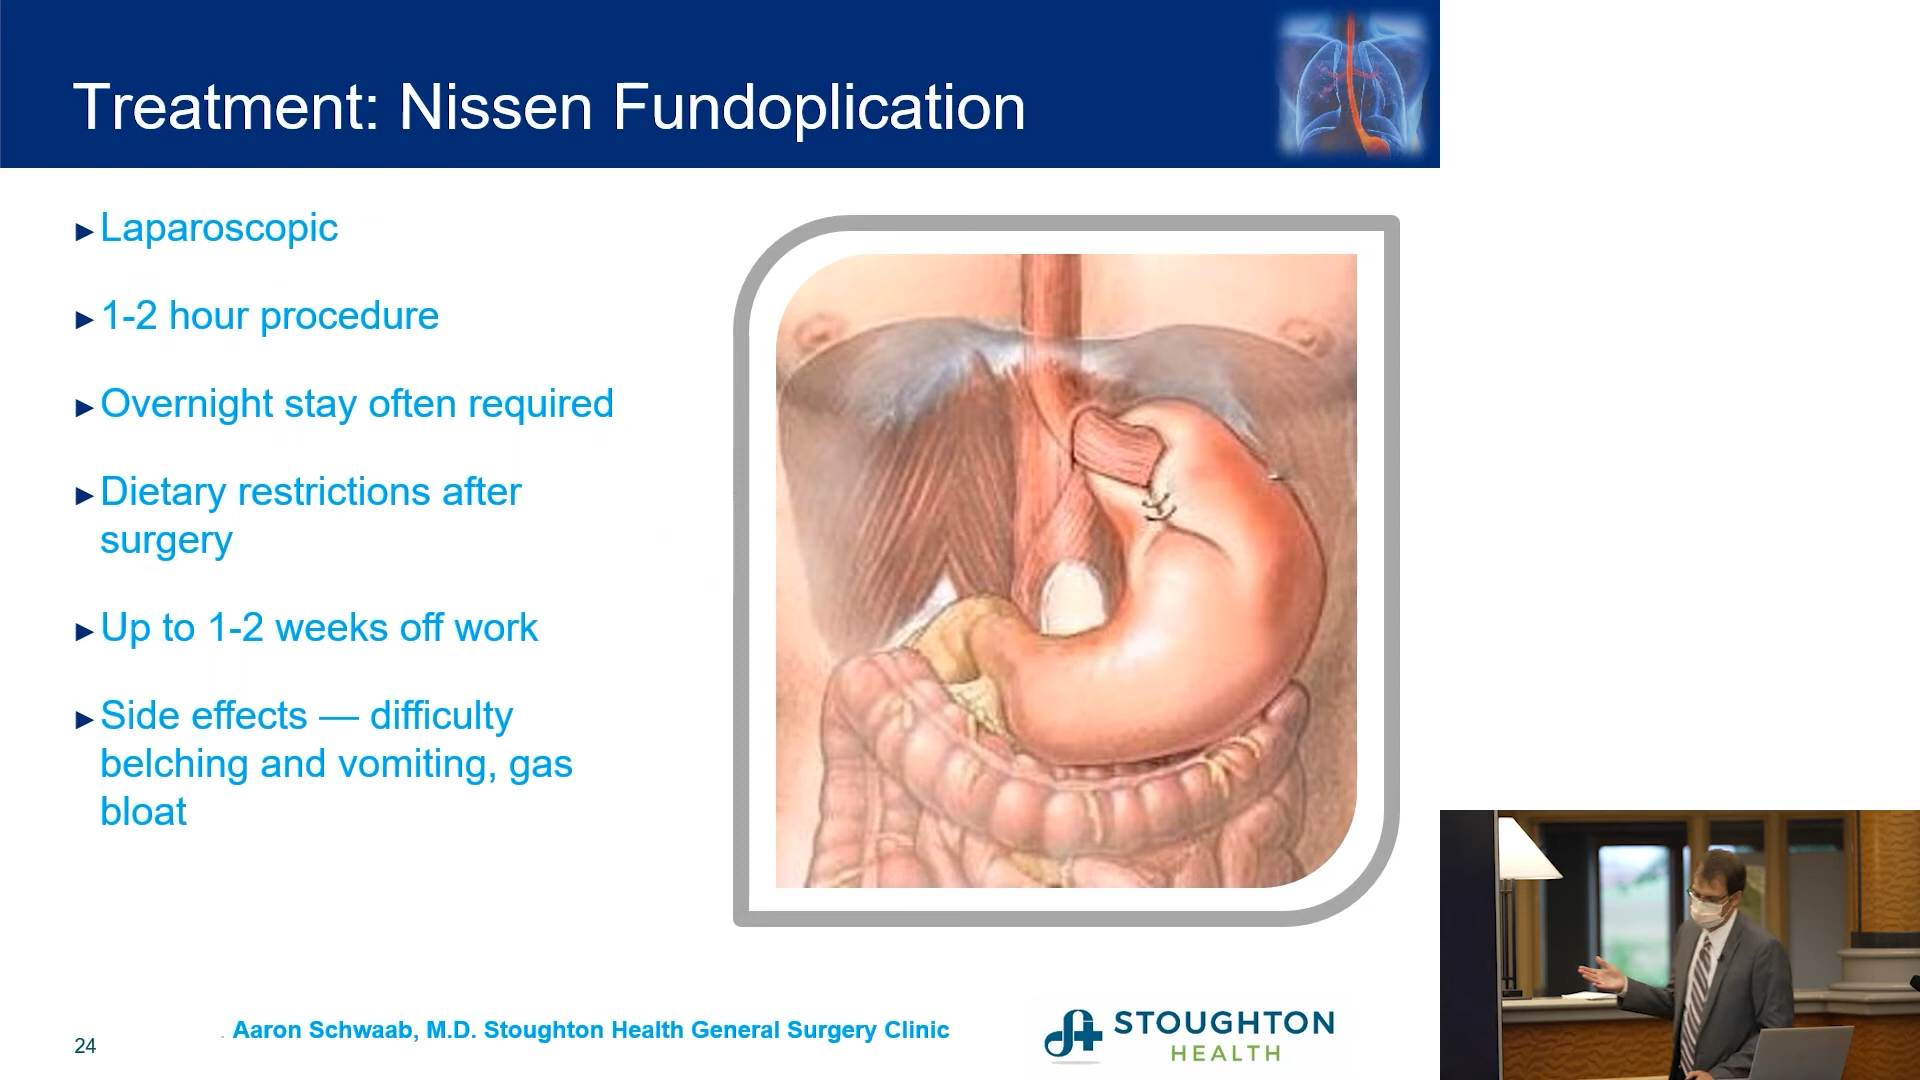 Treatment: Nissen Fundoplication
►Laparoscopic
►1-2 hour procedure
►Overnight stay often required
►Dietary restrictions after
surgery
►Up to 1-2 weeks off work
►Side effects — difficulty
belching and vomiting, gas
bloat
. Aaron Schwaab, M.D. Stoughton Health General Surgery Clinic
24
STOUGHTON
HEALTH